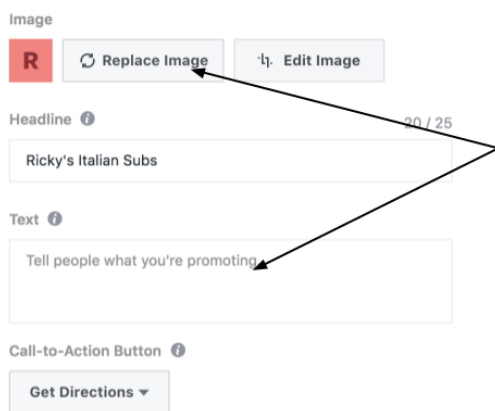 Image
R Replace Image Edit Image
Headline 20 / 25
Ricky's Italian Subs
Text
Tell people what you're promoting
Call-to-Action Button
Get Directions